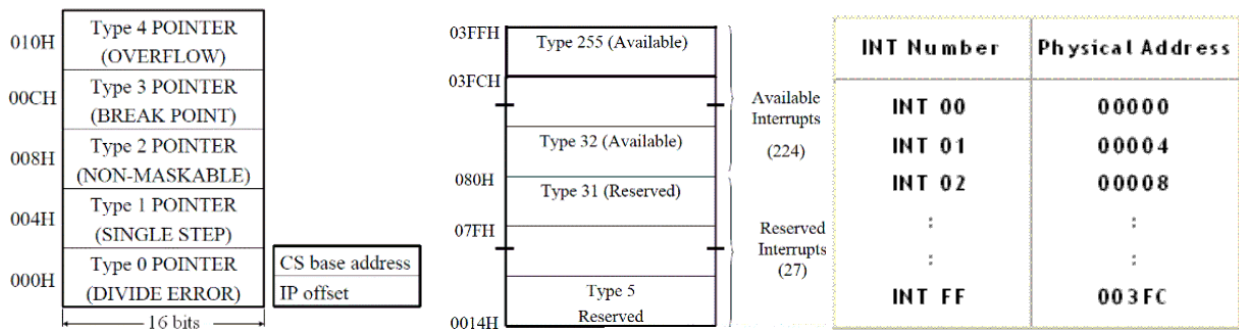 010H
Type 4 POINTER
(OVERFLOW)
00CH
Type 3 POINTER
(BREAK POINT)
008H
Type 2 POINTER
(NON-MASKABLE)
004H
Type 1 POINTER
(SINGLE STEP)
000H
Type 0 POINTER
(DIVIDE ERROR)
CS base address
IP offset
16 bits
03FFH
Type 255 (Available)
03FCH
Type 32 (Available)
080H
Type 31 (Reserved)
07FH
Type 5
Reserved
0014H
Available
Interrupts
(224)
Reserved
Interrupts
(27)
INT Number Physical Address
INT 00 00000
INT 01 00004
INT 02 00008
: :
: :
INT FF 003FC